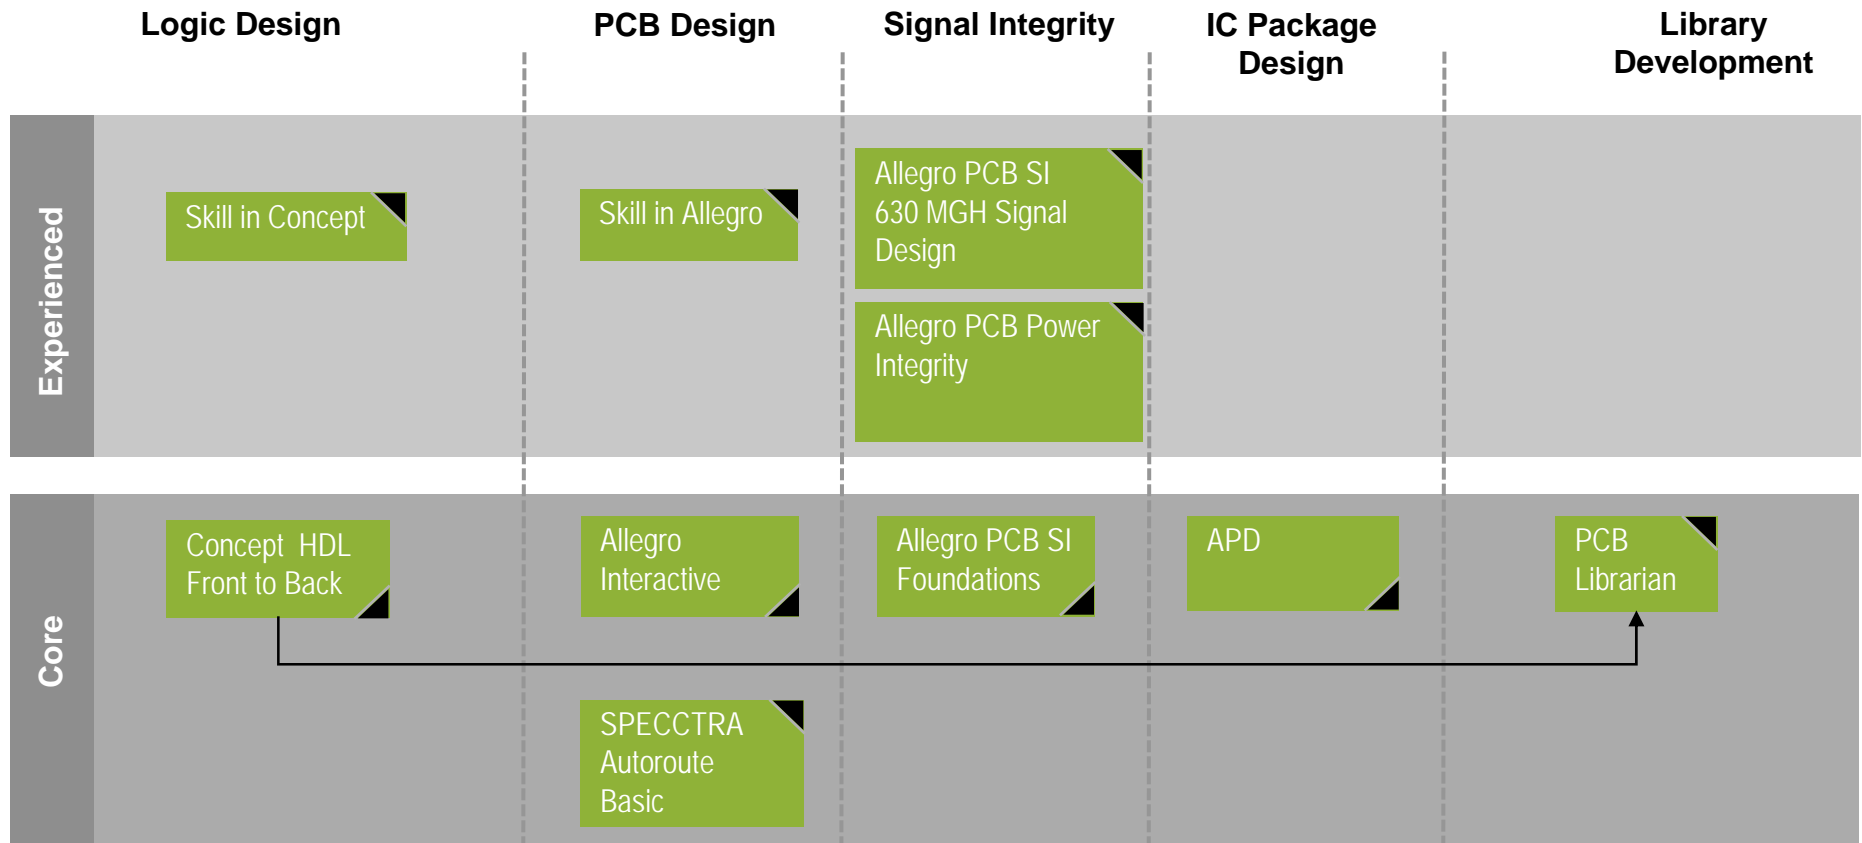 Logic Design
PCB Design
Signal Integrity
IC Package
Design
Library
Development
Experienced
Skill in Concept
Skill in Allegro
Allegro PCB SI
630 MGH Signal
Design
Allegro PCB Power
Integrity
Core
Concept HDL
Front to Back
Allegro
Interactive
Allegro PCB SI
Foundations
APD
PCB
Librarian
SPECCTRA
Autoroute
Basic